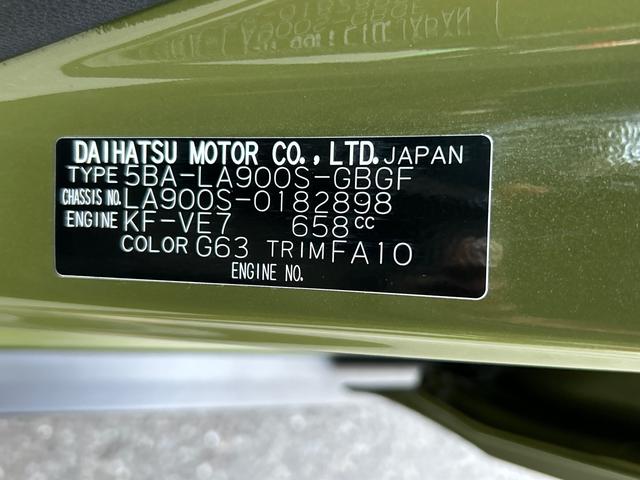 DAIHATSU MOTOR CO., LTD. JAPAN
TYPE 5BA-LA900S-GBGF
CHASSIS NO. LA900S-0182898
ENGINE KF-VE7 658cc
COLOR G63 TRIM FA10
ENGINE NO.